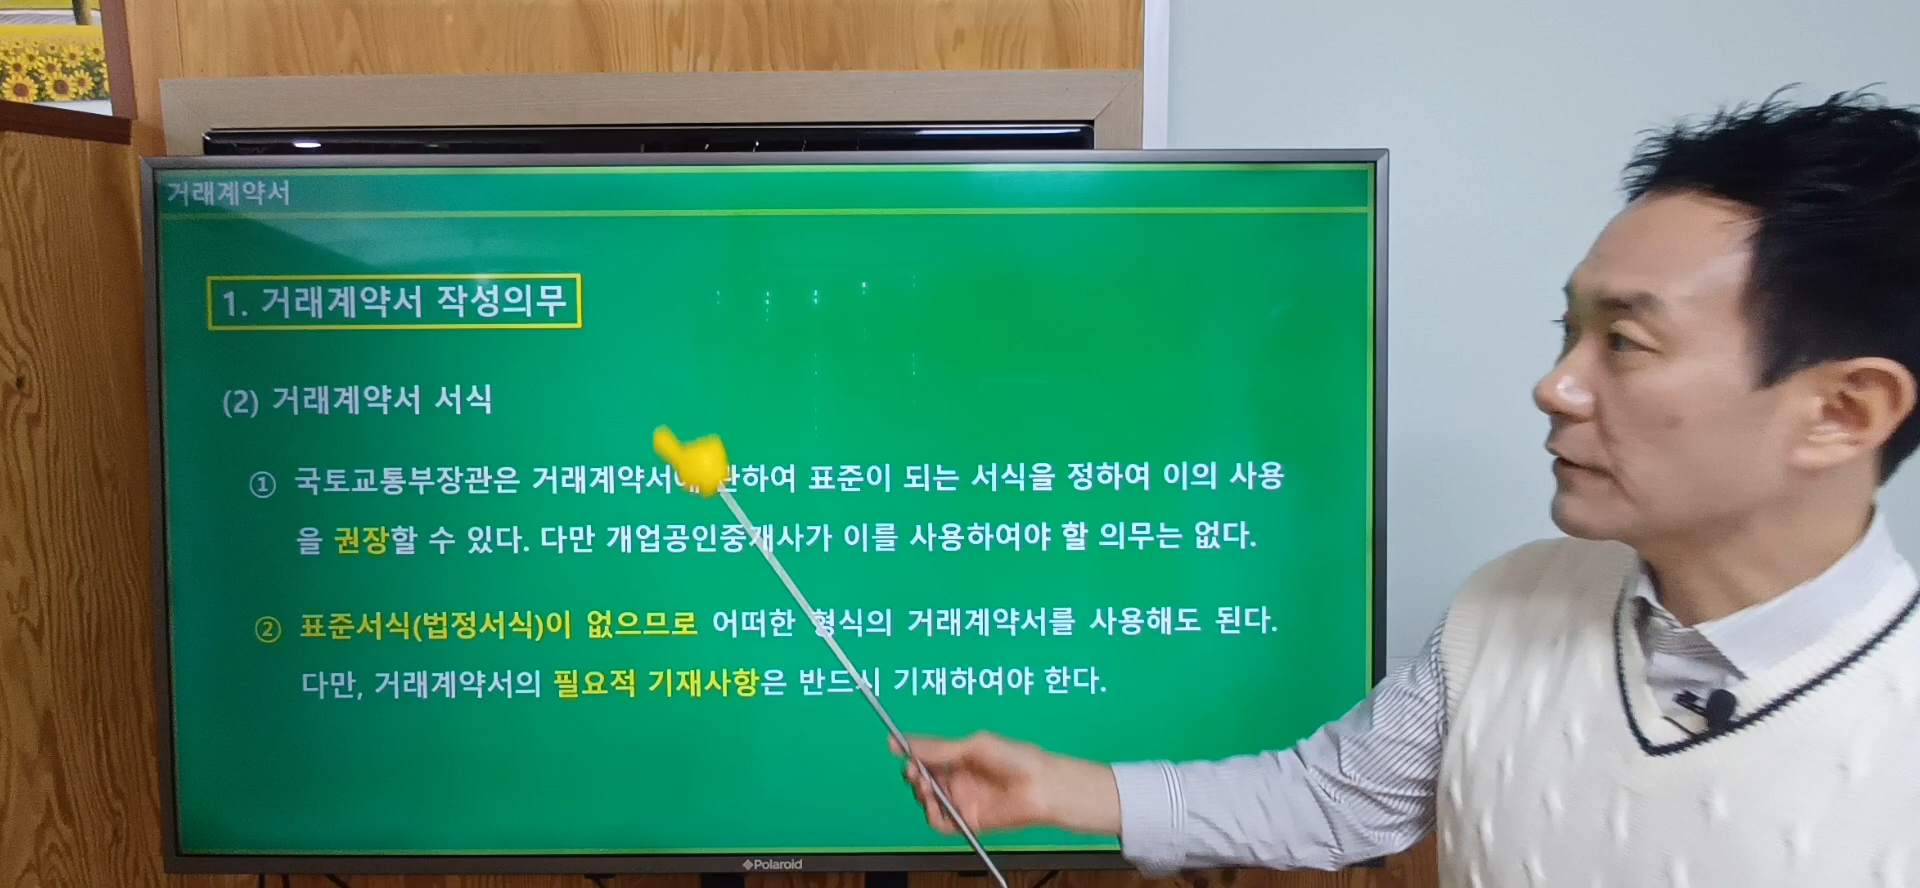 거래계약서
1. 거래계약서 작성의무
(2) 거래계약서 서식
① 국토교통부장관은 거래계약서에 관하여 표준이 되는 서식을 정하여 이의 사용
을 권장할 수 있다. 다만 개업공인중개사가 이를 사용하여야 할 의무는 없다.
② 표준서식(법정서식)이 없으므로 어떠한 형식의 거래계약서를 사용해도 된다.
다만, 거래계약서의 필요적 기재사항은 반드시 기재하여야 한다.
Polaroid